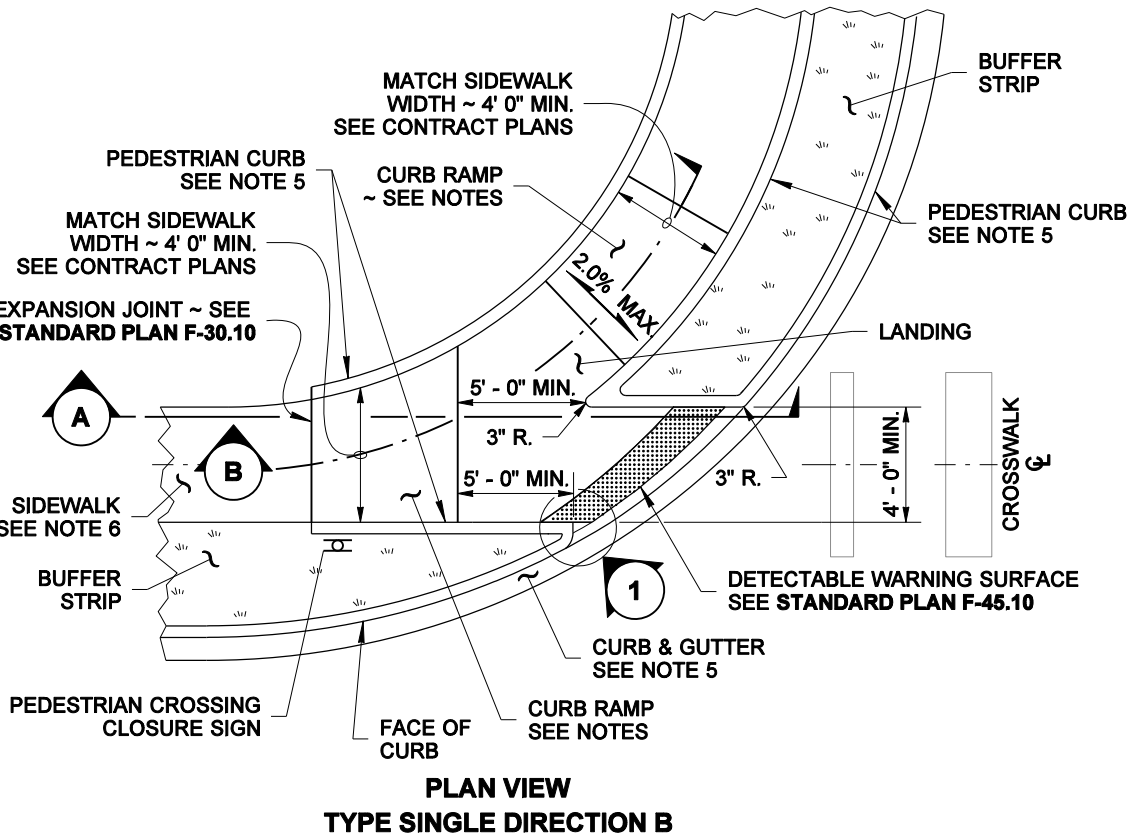 MATCH SIDEWALK
WIDTH ~ 4' 0" MIN.
SEE CONTRACT PLANS
BUFFER
STRIP
PEDESTRIAN CURB
SEE NOTE 5
CURB RAMP
~ SEE NOTES
MATCH SIDEWALK
WIDTH ~ 4' 0" MIN.
SEE CONTRACT PLANS
PEDESTRIAN CURB
SEE NOTE 5
2.0% MAX.
EXPANSION JOINT ~ SEE
STANDARD PLAN F-30.10
LANDING
5' - 0" MIN.
A
3" R.
B
5' - 0" MIN.
3" R.
4' - 0" MIN.
CROSSWALK
CL
SIDEWALK
SEE NOTE 6
BUFFER
STRIP
1
DETECTABLE WARNING SURFACE
SEE STANDARD PLAN F-45.10
CURB & GUTTER
SEE NOTE 5
PEDESTRIAN CROSSING
CLOSURE SIGN
FACE OF
CURB
CURB RAMP
SEE NOTES
PLAN VIEW
TYPE SINGLE DIRECTION B